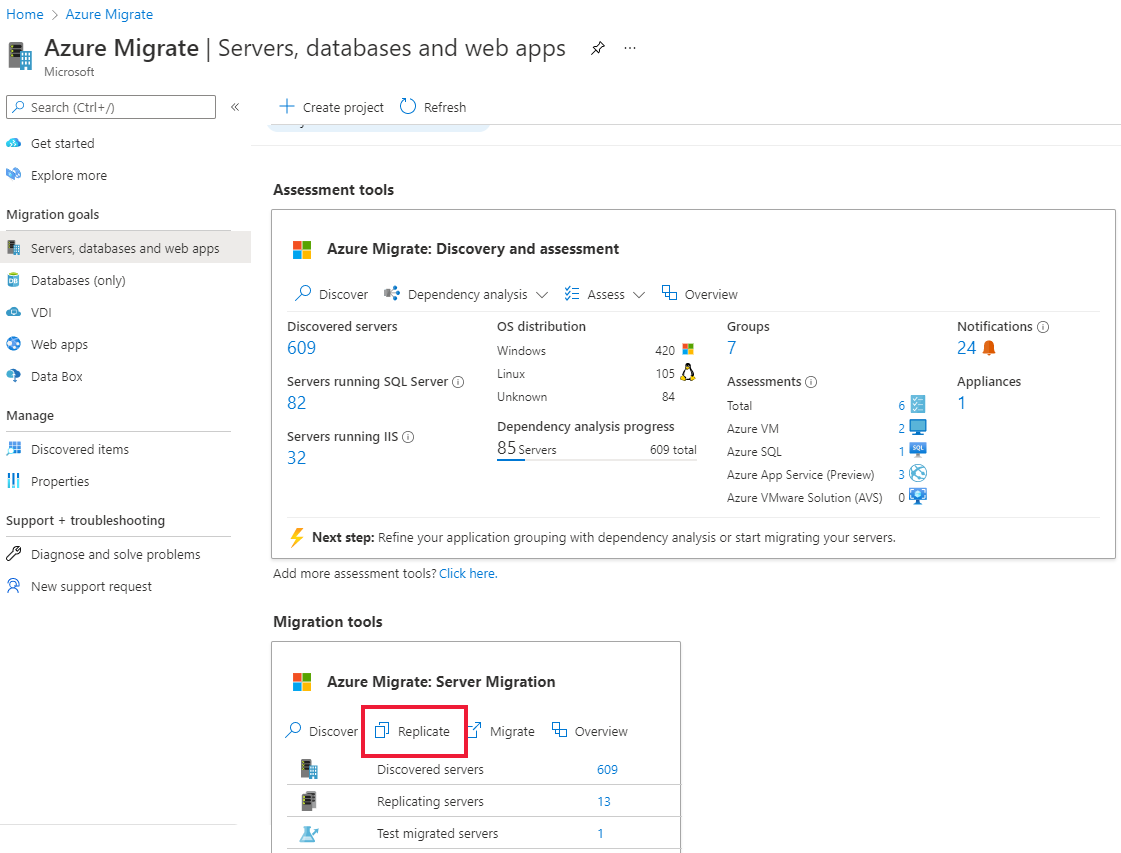 Home > Azure Migrate
Azure Migrate | Servers, databases and web apps ...
Microsoft
Search (Ctrl+/)
«
Create project
Refresh
Get started
Explore more
Migration goals
Servers, databases and web apps
Databases (only)
VDI
Web apps
Data Box
Manage
Discovered items
Properties
Support + troubleshooting
Diagnose and solve problems
New support request
Assessment tools
Azure Migrate: Discovery and assessment
Discover Dependency analysis Assess Overview
Discovered servers
609
Servers running SQL Server
82
Servers running IIS
32
OS distribution
Windows 420
Linux 105
Unknown 84
Dependency analysis progress
85 Servers 609 total
Groups
7
Assessments
Total 6
Azure VM 2
Azure SQL 1
Azure App Service (Preview) 3
Azure VMware Solution (AVS) 0
Notifications
24
Appliances
1
Next step: Refine your application grouping with dependency analysis or start migrating your servers.
Add more assessment tools? Click here.
Migration tools
Azure Migrate: Server Migration
Discover Replicate Migrate Overview
Discovered servers 609
Replicating servers 13
Test migrated servers 1